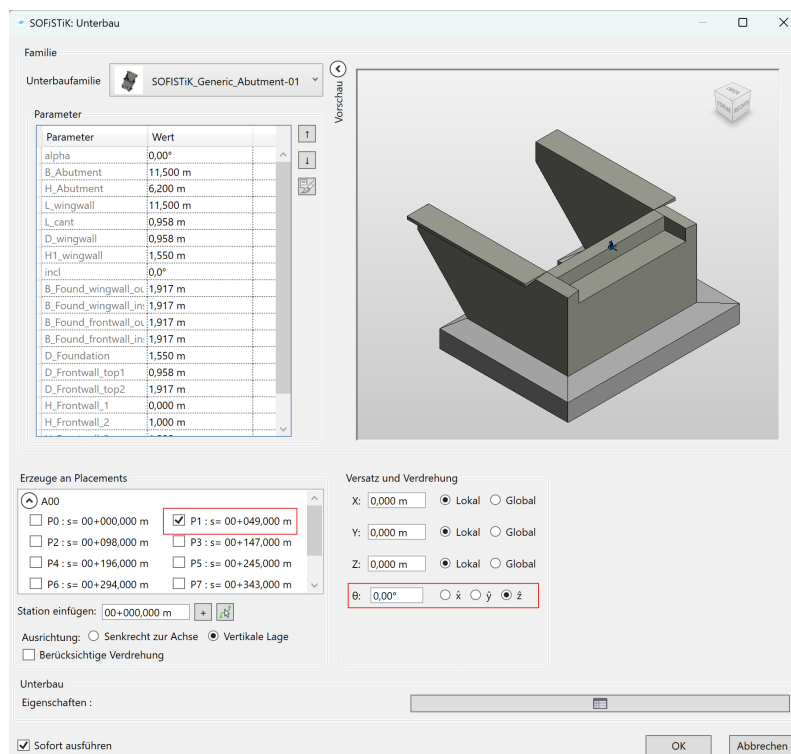 SOFiSTiK: Unterbau
Familie
Unterbaufamilie SOFISTiK_Generic_Abutment-01
Vorschau
Parameter
Parameter Wert
alpha 0,00°
B_Abutment 11,500 m
H_Abutment 6,200 m
L_wingwall 11,500 m
L_cant 0,958 m
D_wingwall 0,958 m
H1_wingwall 1,550 m
incl 0,0°
B_Found_wingwall_ou 1,917 m
B_Found_wingwall_in 1,917 m
B_Found_frontwall_ou 1,917 m
B_Found_frontwall_in 1,917 m
D_Foundation 1,550 m
D_Frontwall_top1 0,958 m
D_Frontwall_top2 1,917 m
H_Frontwall_1 0,000 m
H_Frontwall_2 1,000 m
Erzeuge an Placements
A00
P0 : s= 00+000,000 m P1 : s= 00+049,000 m
P2 : s= 00+098,000 m P3 : s= 00+147,000 m
P4 : s= 00+196,000 m P5 : s= 00+245,000 m
P6 : s= 00+294,000 m P7 : s= 00+343,000 m
Station einfügen: 00+000,000 m +
Ausrichtung: Senkrecht zur Achse Vertikale Lage
Berücksichtige Verdrehung
Versatz und Verdrehung
X: 0,000 m Lokal Global
Y: 0,000 m Lokal Global
Z: 0,000 m Lokal Global
θ: 0,00° x̂ ŷ ẑ
Unterbau
Eigenschaften :
Sofort ausführen
OK Abbrechen